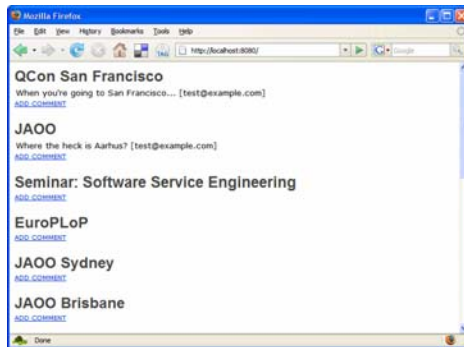 Mozilla Firefox
File Edit View History Bookmarks Tools Help
http://localhost:8080/
Google
QCon San Francisco
When you're going to San Francisco... [test@example.com]
ADD COMMENT
JAOO
Where the heck is Aarhus? [test@example.com]
ADD COMMENT
Seminar: Software Service Engineering
ADD COMMENT
EuroPLoP
ADD COMMENT
JAOO Sydney
ADD COMMENT
JAOO Brisbane
ADD COMMENT
Done